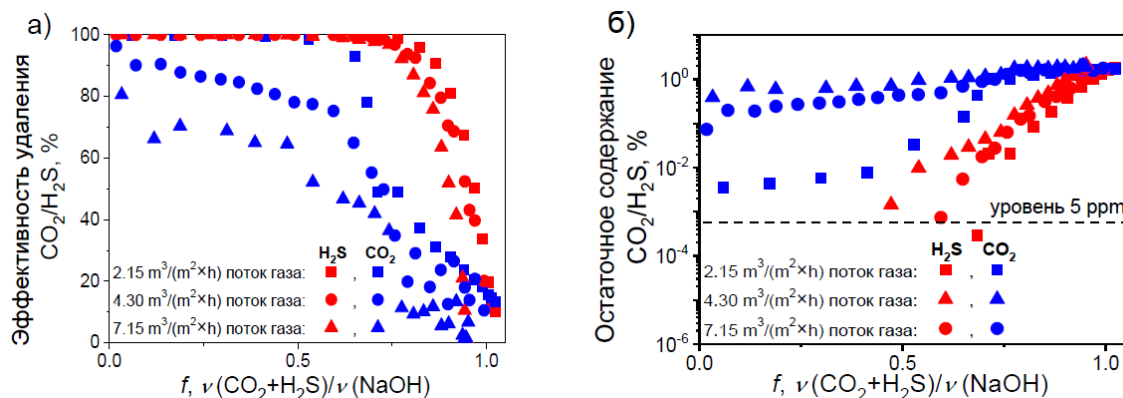 а)
Эффективность удаления
CO₂/H₂S, %
100
80
60
40
20
0
H₂S CO₂
2.15 m³/(m²×h) поток газа: ,
4.30 m³/(m²×h) поток газа: ,
7.15 m³/(m²×h) поток газа: ,
0.0 0.5 1.0
f, ν(CO₂+H₂S)/ν(NaOH)
б)
Остаточное содержание
CO₂/H₂S, %
10⁰
10⁻²
10⁻⁴
10⁻⁶
уровень 5 ppm
H₂S CO₂
2.15 m³/(m²×h) поток газа: ,
4.30 m³/(m²×h) поток газа: ,
7.15 m³/(m²×h) поток газа: ,
0.0 0.5 1.0
f, ν(CO₂+H₂S)/ν(NaOH)